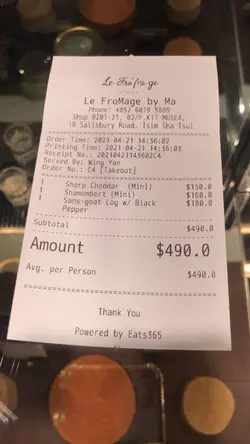 Le FroMage
Le FroMage by Ma
Phone: +852 6019 5889
Shop B201-21, B2/F,K11 MUSEA,
18 Salisbury Road, Tsim Sha Tsui
Order Time: 2021-04-21 14:36:02
Printing Time: 2021-04-21 14:36:03
Receipt No.: 20210421143602C4
Served By: Wing Yan
Order No.: C4 [Takeout]
1 Sharp Cheddar (Mini) $150.0
1 Shamembert (Mini) $160.0
1 Sans-goat Log w/ Black $180.0
Pepper
Subtotal $490.0
Amount $490.0
Avg. per Person $490.0
Thank You
Powered by Eats365